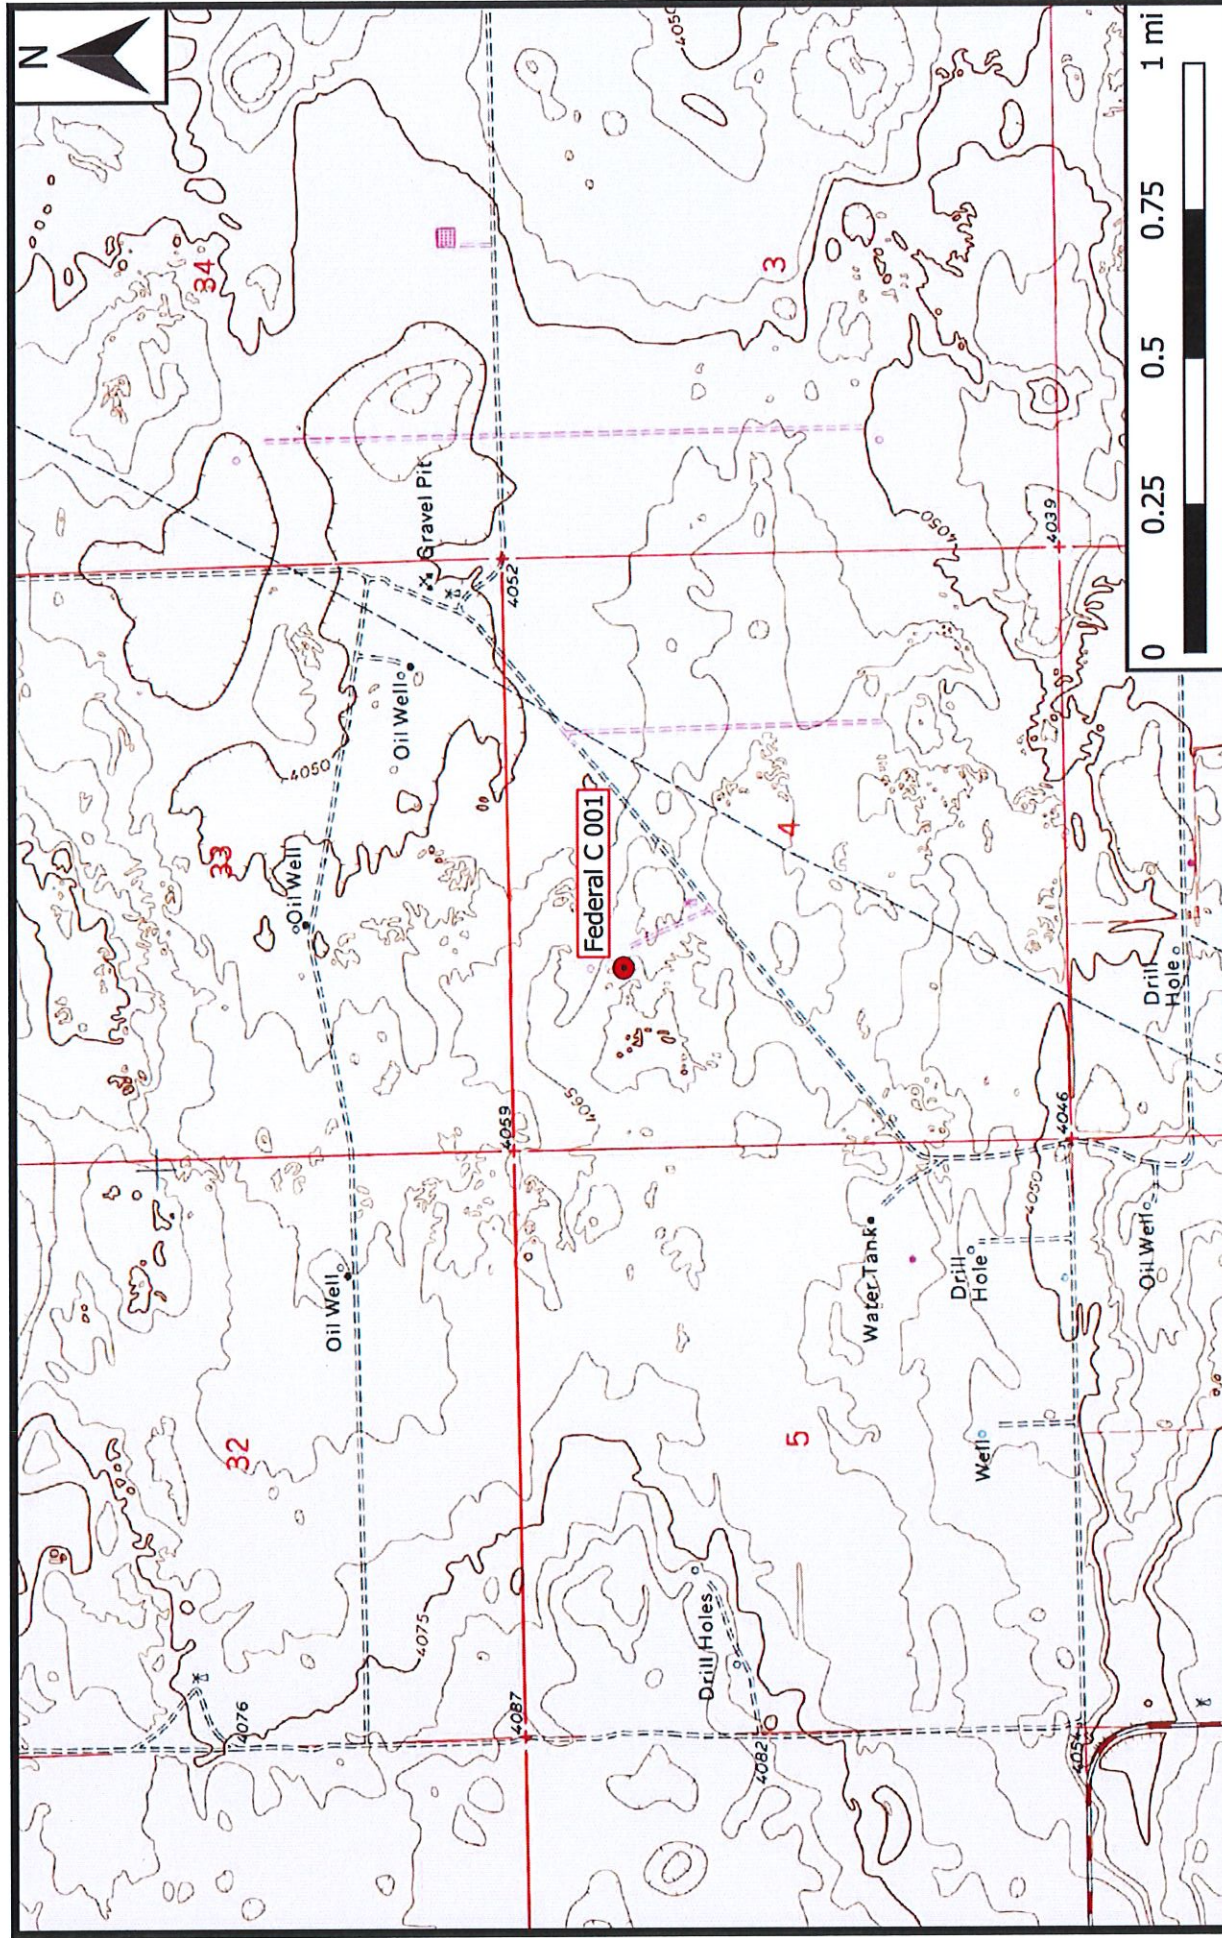 N
34
33
32
4050
4050
Gravel Pit
Oil Well
Oil Well
Oil Well
4076
4075
4052
4059
4087
Federal C 001
4065
3
4
5
Drill Holes
4082
Water Tank
Drill
Hole
Well
4050
4039
4050
4046
4054
Drill
Hole
Oil Well
0
0.25
0.5
0.75
1 mi